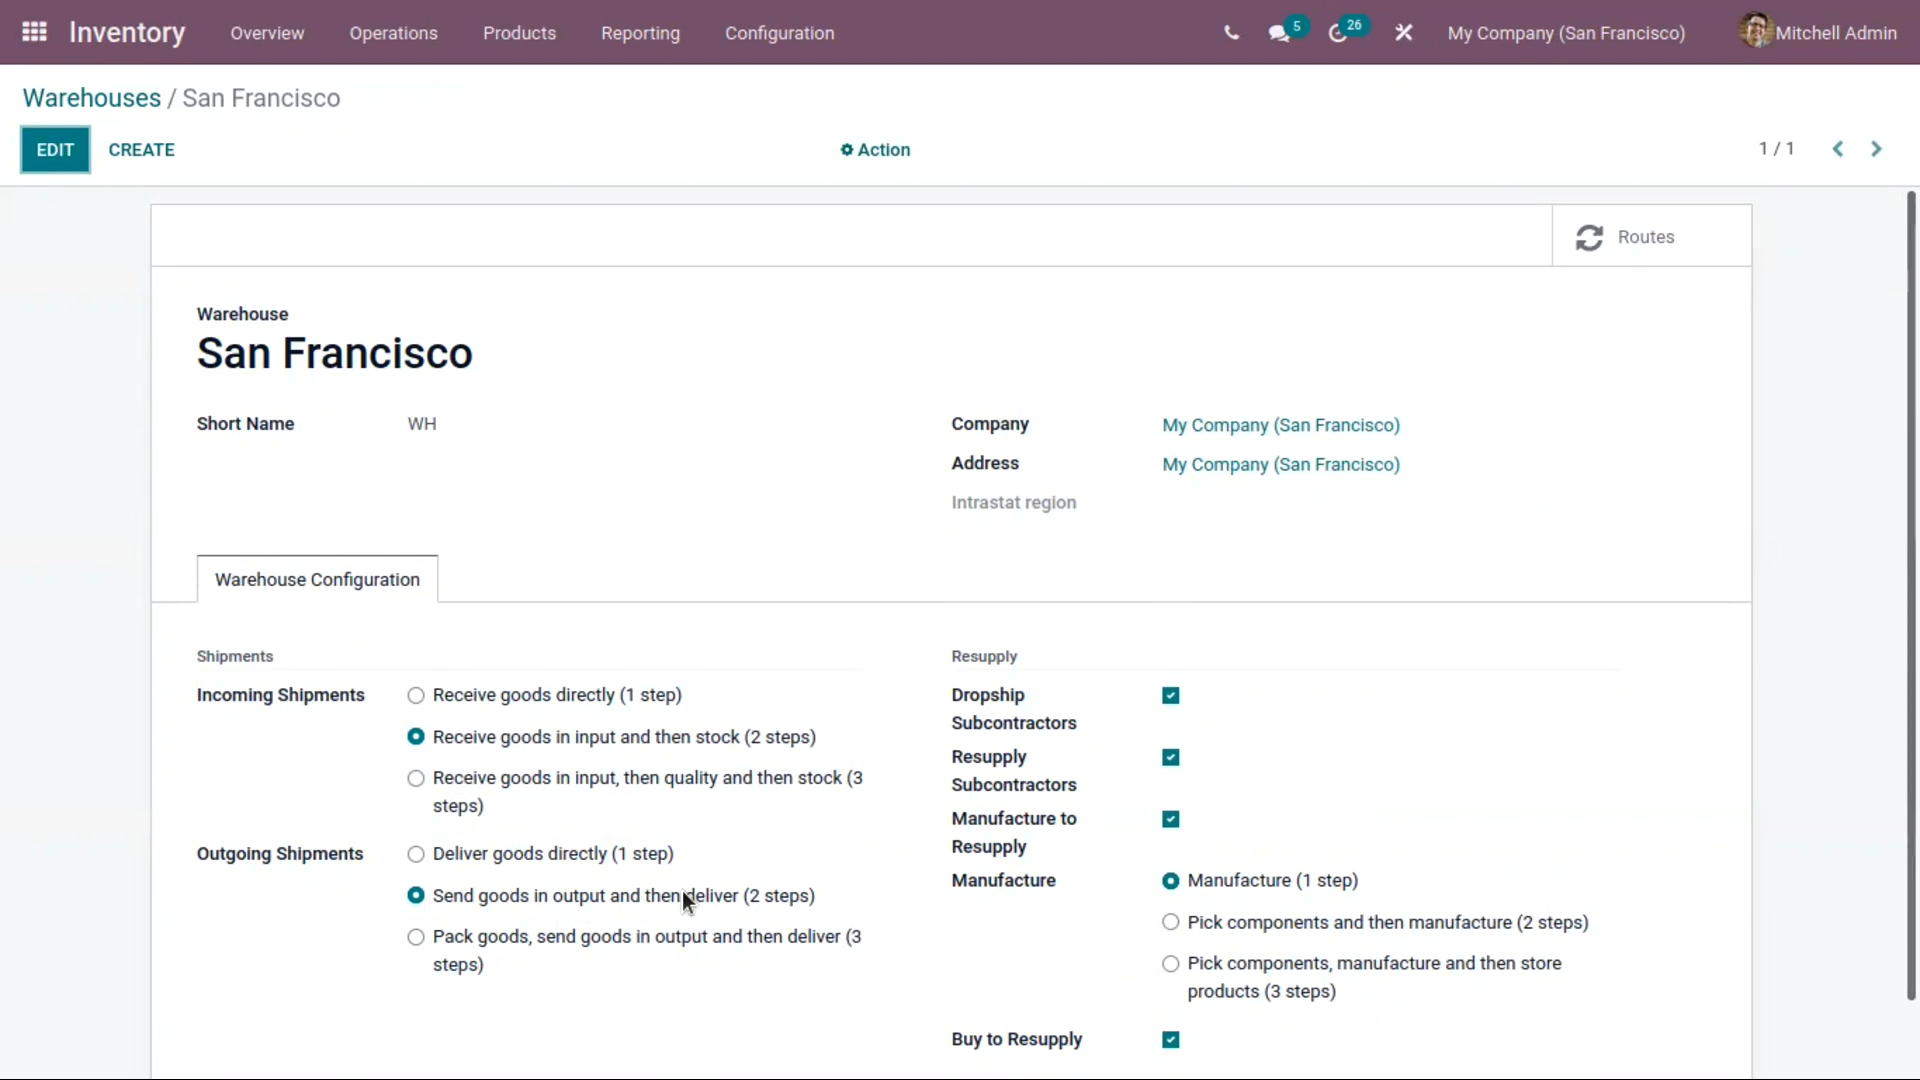 Inventory Overview Operations Products Reporting Configuration 5 26 My Company (San Francisco) Mitchell Admin
Warehouses / San Francisco
EDIT CREATE Action 1 / 1
Routes
Warehouse
San Francisco
Short Name WH
Company My Company (San Francisco)
Address My Company (San Francisco)
Intrastat region
Warehouse Configuration
Shipments
Incoming Shipments Receive goods directly (1 step)
Receive goods in input and then stock (2 steps)
Receive goods in input, then quality and then stock (3
steps)
Outgoing Shipments Deliver goods directly (1 step)
Send goods in output and then deliver (2 steps)
Pack goods, send goods in output and then deliver (3
steps)
Resupply
Dropship
Subcontractors
Resupply
Subcontractors
Manufacture to
Resupply
Manufacture Manufacture (1 step)
Pick components and then manufacture (2 steps)
Pick components, manufacture and then store
products (3 steps)
Buy to Resupply